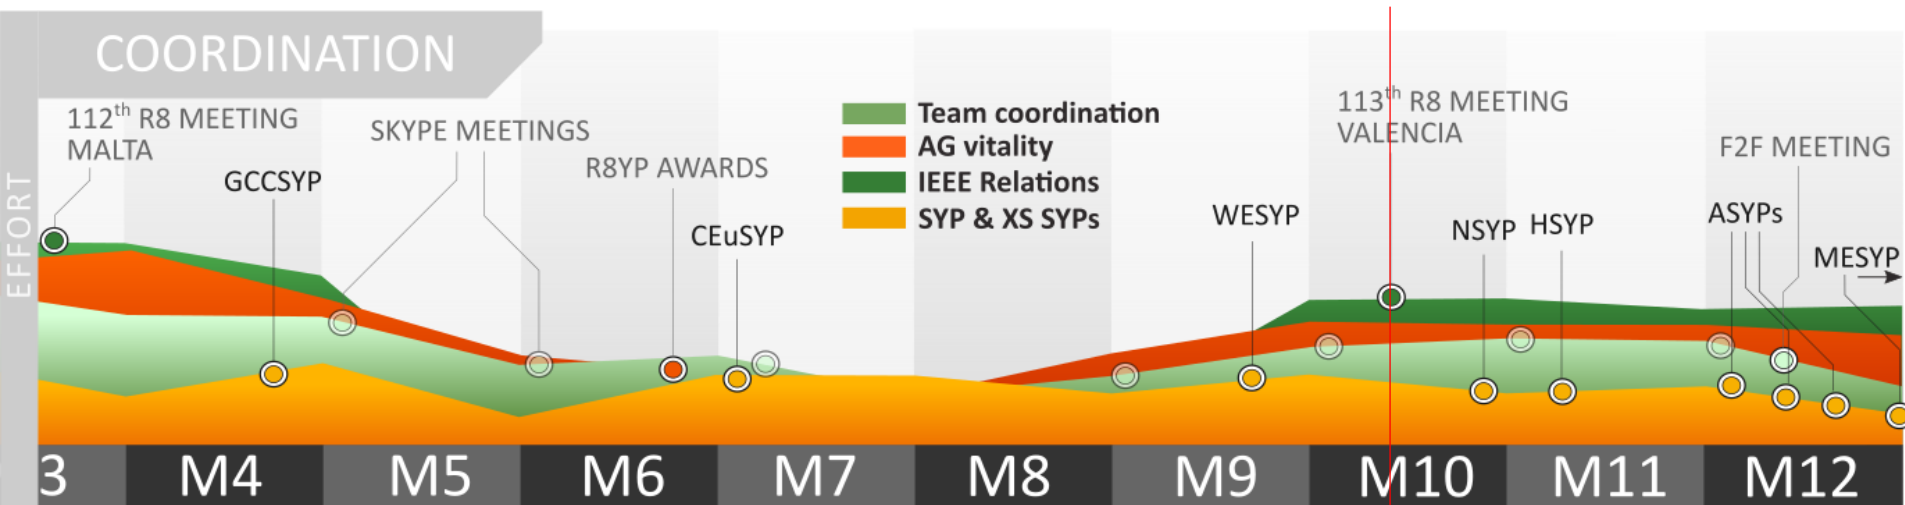 COORDINATION
EFFORT
112th R8 MEETING
MALTA
GCCSYP
SKYPE MEETINGS
R8YP AWARDS
CEuSYP
Team coordination
AG vitality
IEEE Relations
SYP & XS SYPs
WESYP
113th R8 MEETING
VALENCIA
NSYP
HSYP
F2F MEETING
ASYPs
MESYP
3 M4 M5 M6 M7 M8 M9 M10 M11 M12